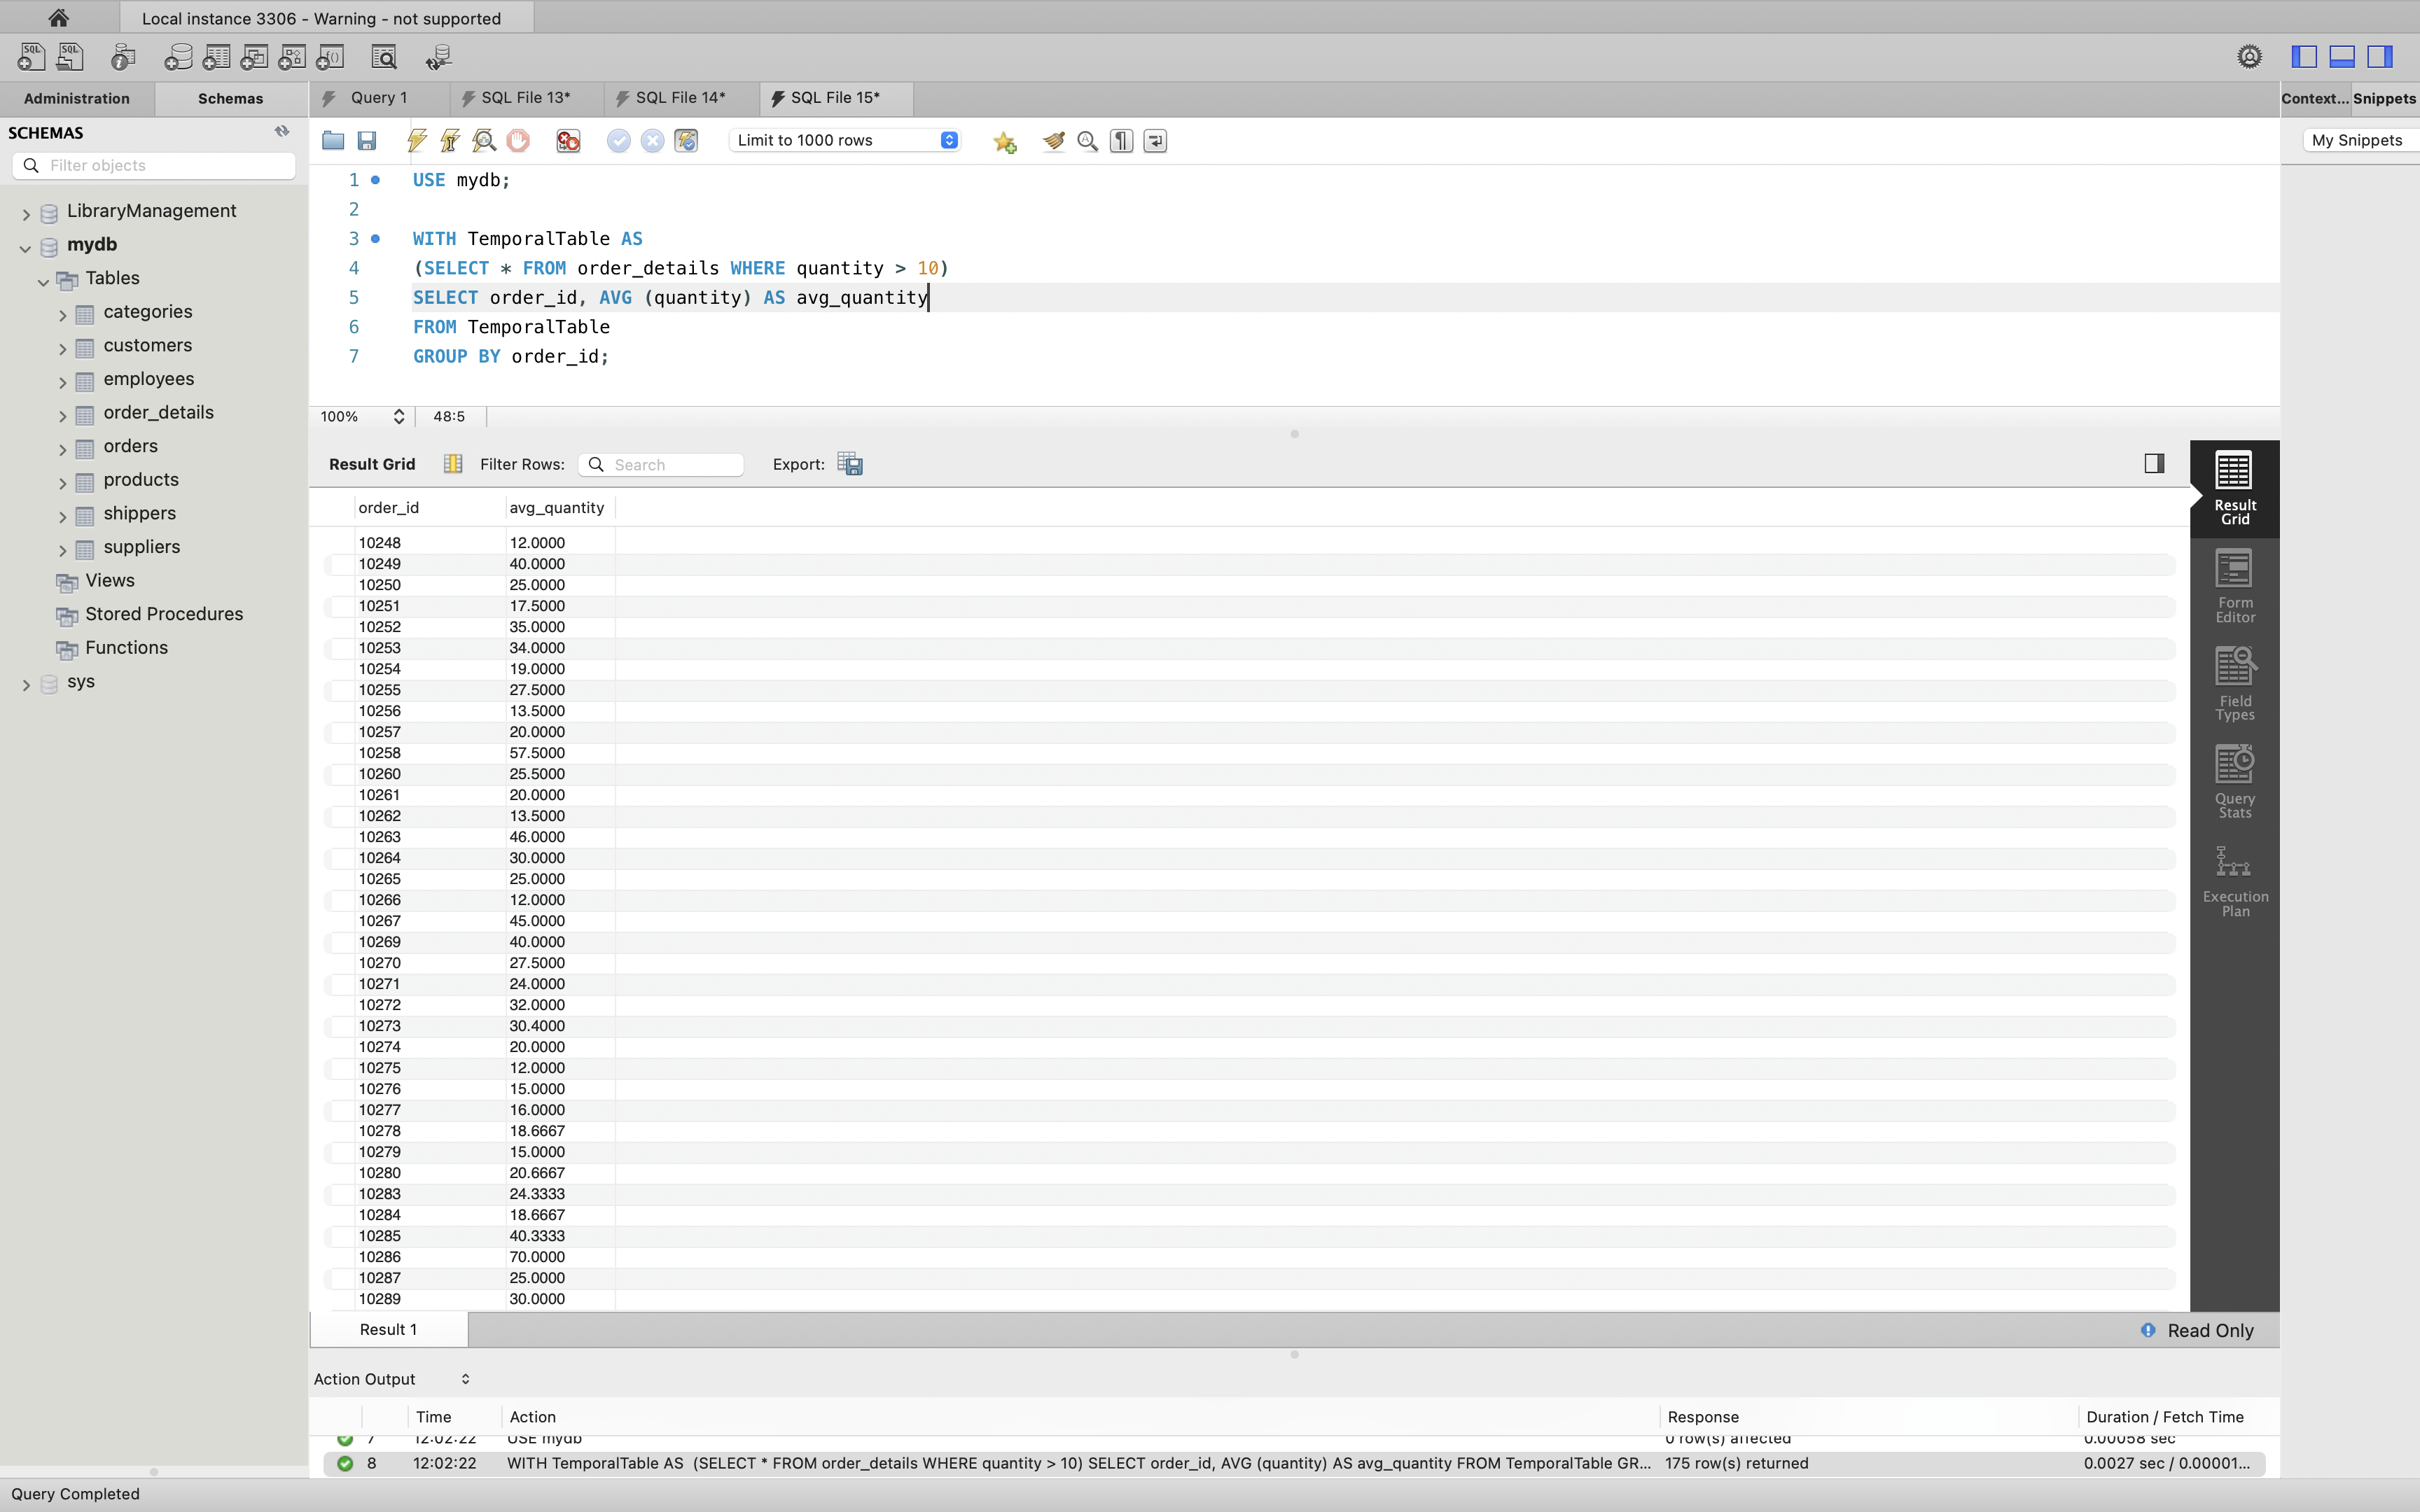 Local instance 3306 - Warning - not supported
Administration Schemas
Query 1 SQL File 13* SQL File 14* SQL File 15*
Context... Snippets
SCHEMAS
Filter objects
Limit to 1000 rows
My Snippets
LibraryManagement
mydb
Tables
categories
customers
employees
order_details
orders
products
shippers
suppliers
Views
Stored Procedures
Functions
sys
1 USE mydb;
2
3 WITH TemporalTable AS
4 (SELECT * FROM order_details WHERE quantity > 10)
5 SELECT order_id, AVG (quantity) AS avg_quantity
6 FROM TemporalTable
7 GROUP BY order_id;
100% 48:5
Result Grid Filter Rows: Search Export:
order_id avg_quantity
10248 12.0000
10249 40.0000
10250 25.0000
10251 17.5000
10252 35.0000
10253 34.0000
10254 19.0000
10255 27.5000
10256 13.5000
10257 20.0000
10258 57.5000
10260 25.5000
10261 20.0000
10262 13.5000
10263 46.0000
10264 30.0000
10265 25.0000
10266 12.0000
10267 45.0000
10269 40.0000
10270 27.5000
10271 24.0000
10272 32.0000
10273 30.4000
10274 20.0000
10275 12.0000
10276 15.0000
10277 16.0000
10278 18.6667
10279 15.0000
10280 20.6667
10283 24.3333
10284 18.6667
10285 40.3333
10286 70.0000
10287 25.0000
10289 30.0000
Result
Grid
Form
Editor
Field
Types
Query
Stats
Execution
Plan
Result 1 Read Only
Action Output
Time Action Response Duration / Fetch Time
7 12:02:22 USE mydb 0 row(s) affected 0.00058 sec
8 12:02:22 WITH TemporalTable AS (SELECT * FROM order_details WHERE quantity > 10) SELECT order_id, AVG (quantity) AS avg_quantity FROM TemporalTable GR... 175 row(s) returned 0.0027 sec / 0.00001...
Query Completed